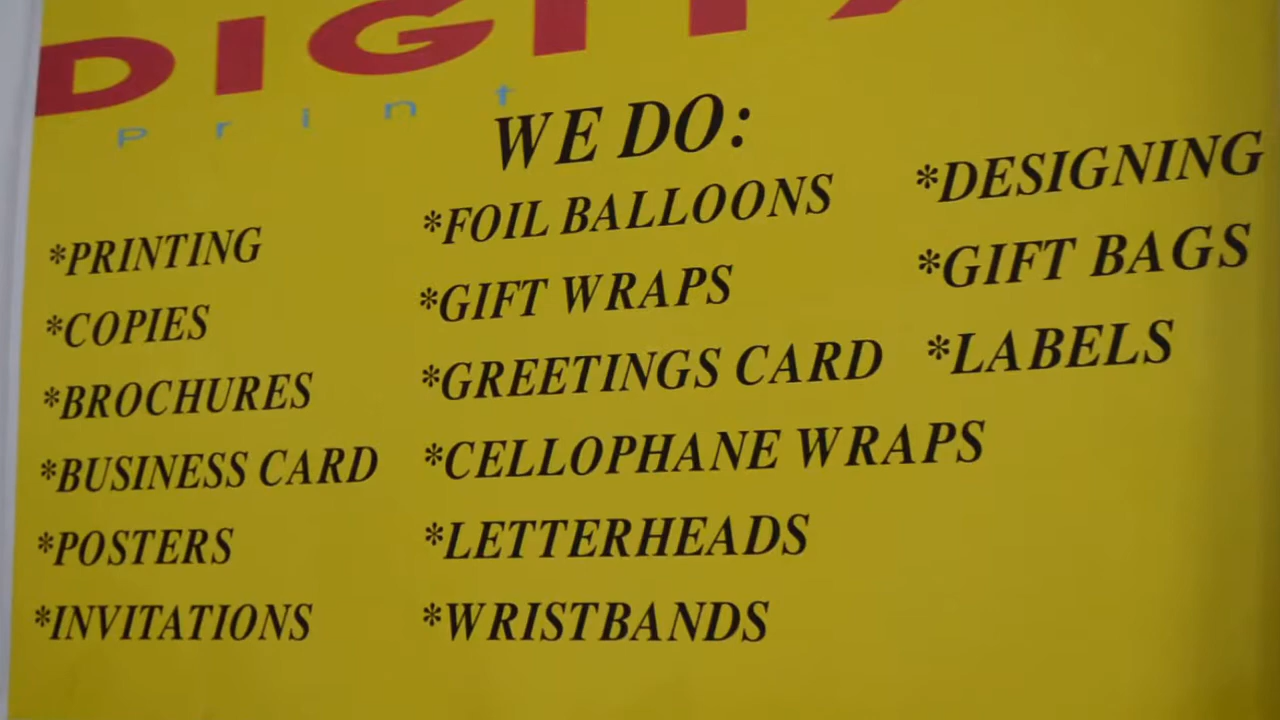 Print
WE DO:
*PRINTING
*COPIES
*BROCHURES
*BUSINESS CARD
*POSTERS
*INVITATIONS
*FOIL BALLOONS
*GIFT WRAPS
*GREETINGS CARD
*CELLOPHANE WRAPS
*LETTERHEADS
*WRISTBANDS
*DESIGNING
*GIFT BAGS
*LABELS